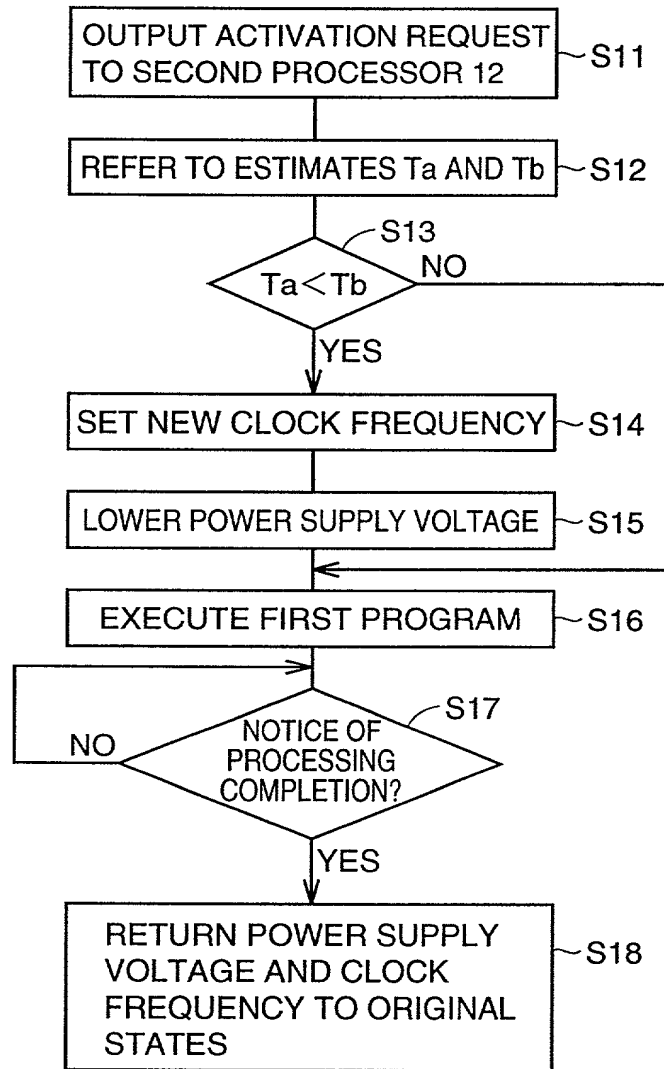 OUTPUT ACTIVATION REQUEST
TO SECOND PROCESSOR 12
S11
REFER TO ESTIMATES Ta AND Tb
S12
S13
Ta<Tb
NO
YES
SET NEW CLOCK FREQUENCY
S14
LOWER POWER SUPPLY VOLTAGE
S15
EXECUTE FIRST PROGRAM
S16
S17
NOTICE OF
PROCESSING
COMPLETION?
NO
YES
RETURN POWER SUPPLY
VOLTAGE AND CLOCK
FREQUENCY TO ORIGINAL
STATES
S18